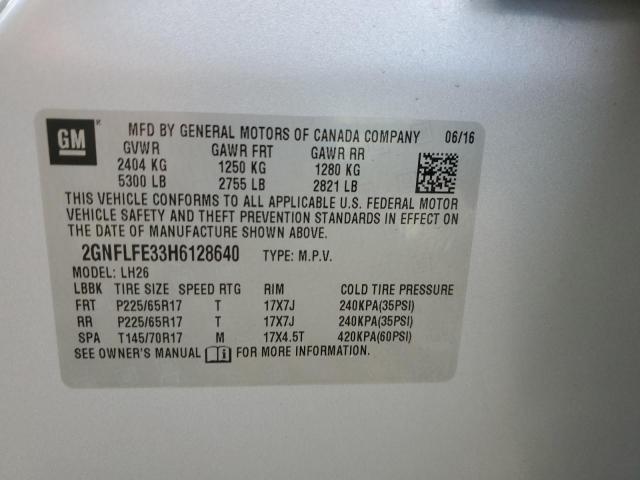 GM MFD BY GENERAL MOTORS OF CANADA COMPANY 06/16
GVWR GAWR FRT GAWR RR
2404 KG 1250 KG 1280 KG
5300 LB 2755 LB 2821 LB
THIS VEHICLE CONFORMS TO ALL APPLICABLE U.S. FEDERAL MOTOR
VEHICLE SAFETY AND THEFT PREVENTION STANDARDS IN EFFECT ON
THE DATE OF MANUFACTURE SHOWN ABOVE.
2GNFLFE33H6128640 TYPE: M.P.V.
MODEL: LH26
LBBK TIRE SIZE SPEED RTG RIM COLD TIRE PRESSURE
FRT P225/65R17 T 17X7J 240KPA(35PSI)
RR P225/65R17 T 17X7J 240KPA(35PSI)
SPA T145/70R17 M 17X4.5T 420KPA(60PSI)
SEE OWNER'S MANUAL FOR MORE INFORMATION.